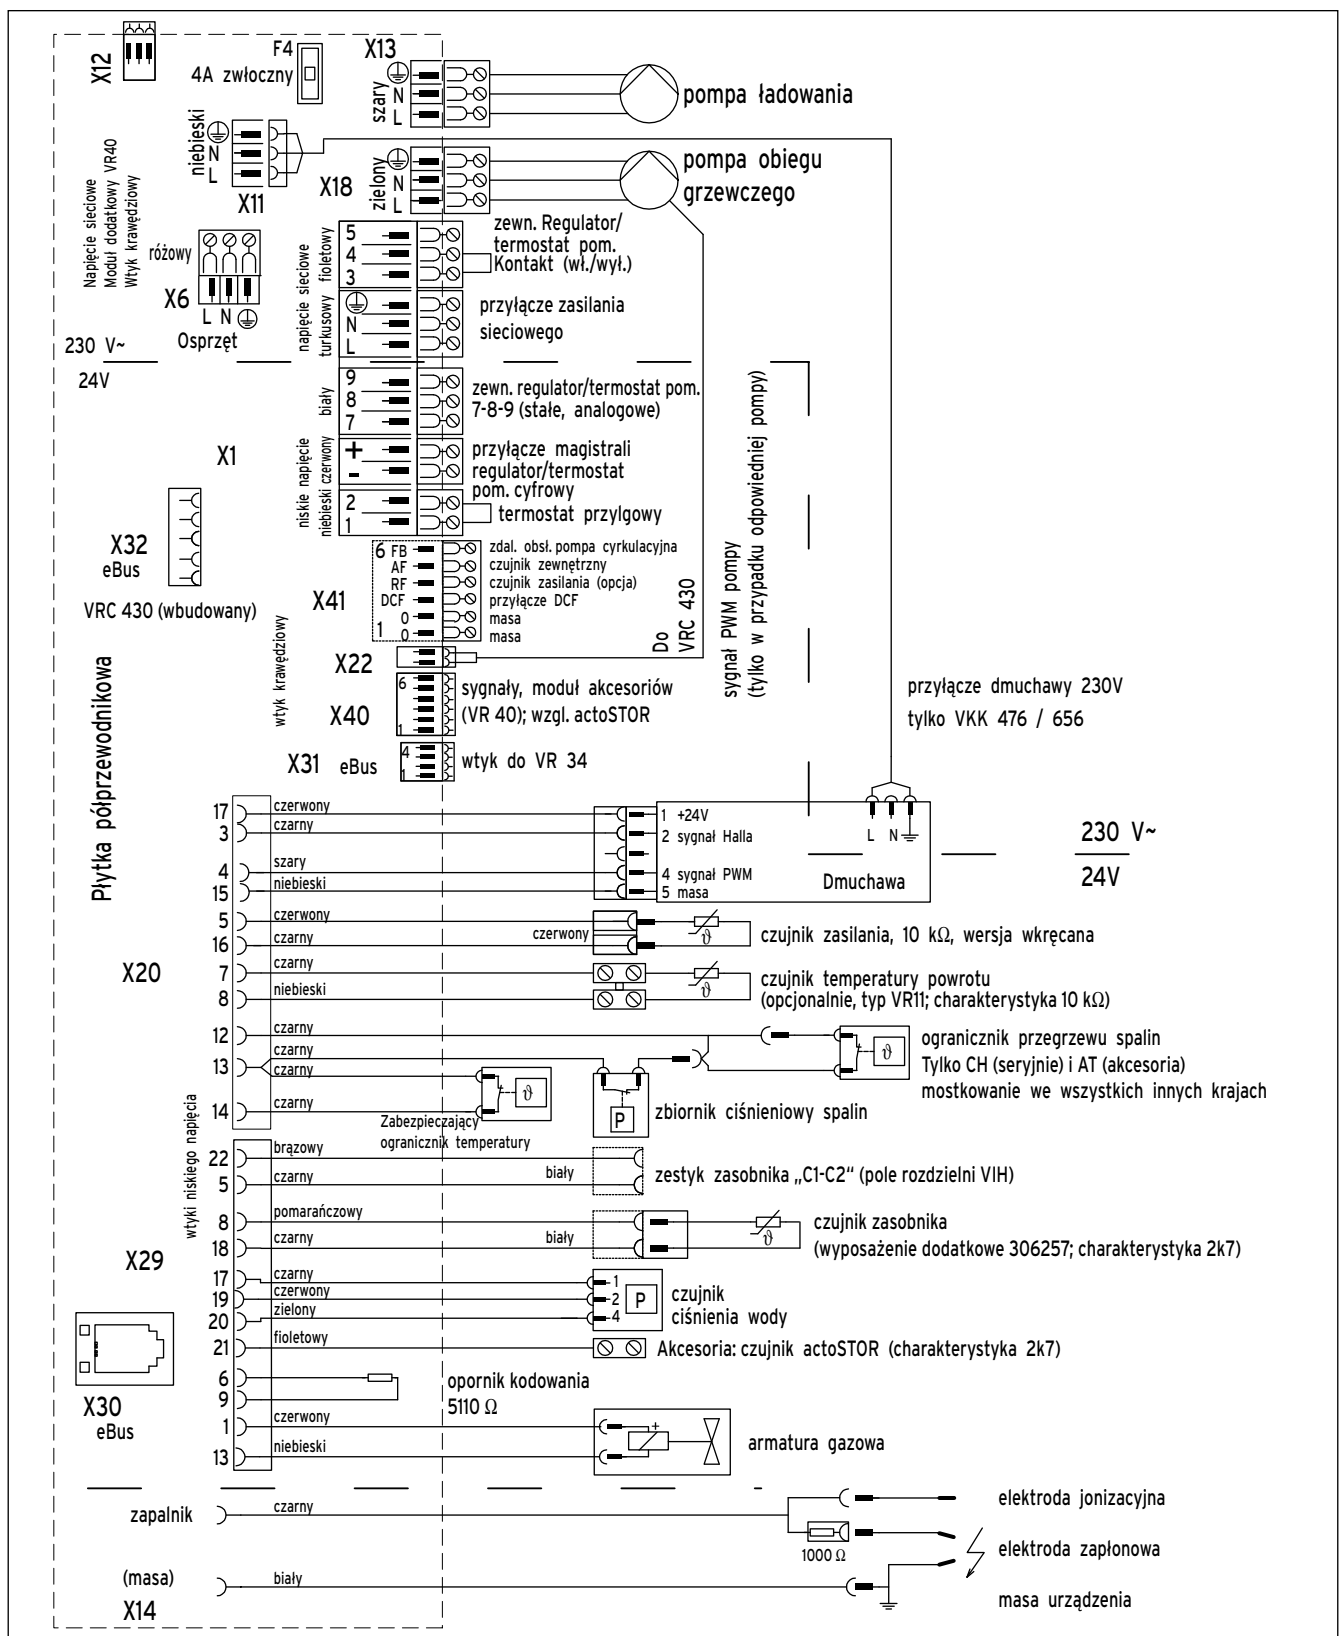 X12
F4
4A zwłoczny
X13
szary
N
L
pompa ładowania
niebieski
N
L
X11
X18
zielony
N
L
pompa obiegu
grzewczego
Napięcie sieciowe
Moduł dodatkowy VR40
Wtyk krawędziowy
różowy
X6
L N
Osprzęt
napięcie sieciowe
fioletowy
5
4
3
zewn. Regulator/
termostat pom.
Kontakt (wł./wył.)
turkusowy
N
L
przyłącze zasilania
sieciowego
230 V~
24V
biały
9
8
7
zewn. regulator/termostat pom.
7-8-9 (stałe, analogowe)
X1
niskie napięcie
czerwony
+
-
przyłącze magistrali
regulator/termostat
pom. cyfrowy
niebieski
2
1
termostat przylgowy
X32
eBus
VRC 430 (wbudowany)
X41
6 FB
AF
RF
DCF
0
1 0
zdal. obsł. pompa cyrkulacyjna
czujnik zewnętrzny
czujnik zasilania (opcja)
przyłącze DCF
masa
masa
Do
VRC 430
sygnał PWM pompy
(tylko w przypadku odpowiedniej pompy)
wtyk krawędziowy
X22
X40
6
1
sygnały, moduł akcesoriów
(VR 40); wzgl. actoSTOR
X31 eBus
4
1
wtyk do VR 34
przyłącze dmuchawy 230V
tylko VKK 476 / 656
Płytka półprzewodnikowa
X20
17 czerwony
3 czarny
4 szary
15 niebieski
1 +24V
2 sygnał Halla
4 sygnał PWM
5 masa
L N
Dmuchawa
230 V~
24V
5 czerwony
16 czarny
czerwony
czujnik zasilania, 10 kΩ, wersja wkręcana
ϑ
7 czarny
8 niebieski
ϑ
czujnik temperatury powrotu
(opcjonalnie, typ VR11; charakterystyka 10 kΩ)
12 czarny
13 czarny
czarny
14 czarny
ϑ
Zabezpieczający
ogranicznik temperatury
P
zbiornik ciśnieniowy spalin
ϑ
ogranicznik przegrzewu spalin
Tylko CH (seryjnie) i AT (akcesoria)
mostkowanie we wszystkich innych krajach
wtyki niskiego napięcia
X29
22 brązowy
5 czarny
biały
zestyk zasobnika „C1-C2“ (pole rozdzielni VIH)
8 pomarańczowy
18 czarny
biały
ϑ
czujnik zasobnika
(wyposażenie dodatkowe 306257; charakterystyka 2k7)
17 czarny
19 czerwony
20 zielony
1
2
4
P
czujnik
ciśnienia wody
21 fioletowy
Akcesoria: czujnik actoSTOR (charakterystyka 2k7)
6
9
opornik kodowania
5110 Ω
X30
eBus
1 czerwony
13 niebieski
+
armatura gazowa
zapalnik
czarny
elektroda jonizacyjna
1000 Ω
elektroda zapłonowa
(masa)
X14
biały
masa urządzenia